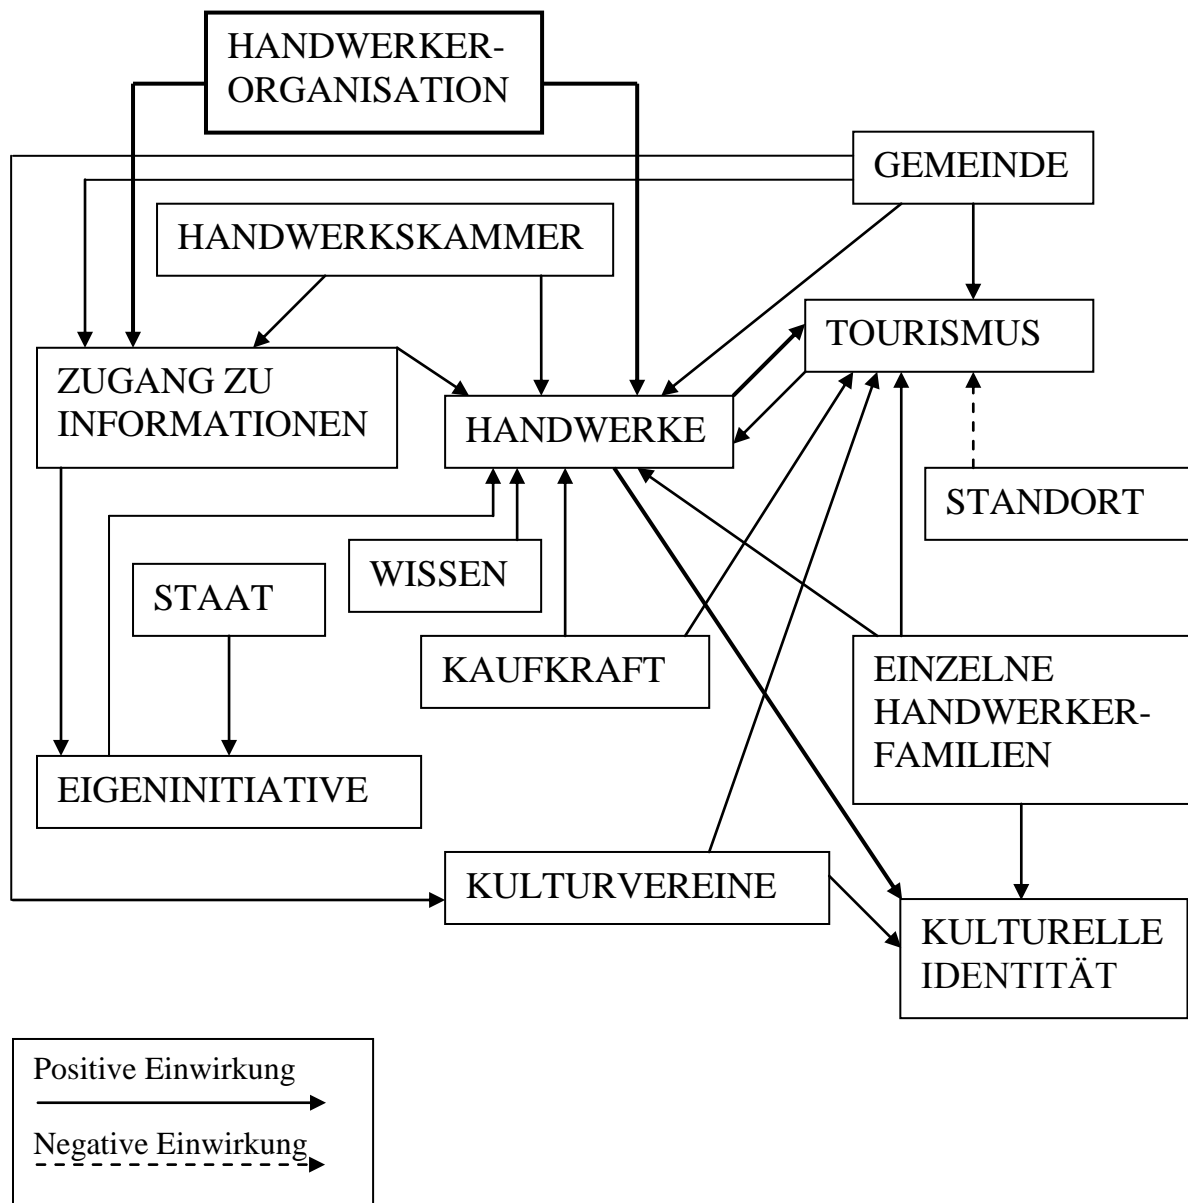 HANDWERKER-
ORGANISATION
GEMEINDE
HANDWERKSKAMMER
TOURISMUS
ZUGANG ZU
INFORMATIONEN
HANDWERKE
STANDORT
WISSEN
STAAT
KAUFKRAFT
EINZELNE
HANDWERKER-
FAMILIEN
EIGENINITIATIVE
KULTURVEREINE
KULTURELLE
IDENTITÄT
Positive Einwirkung
Negative Einwirkung